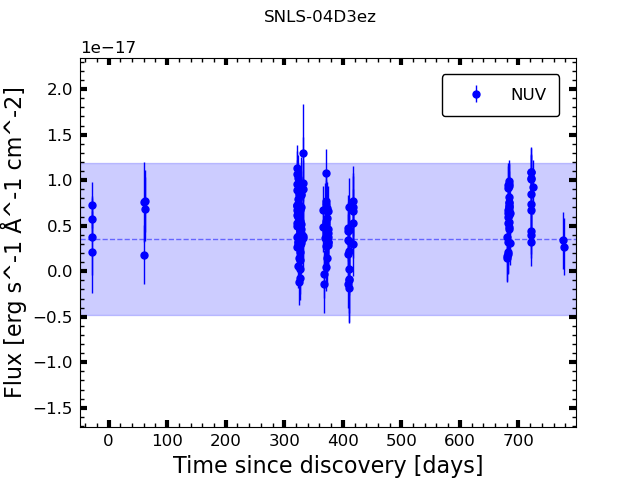 SNLS-04D3ez
1e−17
NUV
2.0
1.5
1.0
0.5
0.0
−0.5
−1.0
−1.5
Flux [erg s^-1 Å^-1 cm^-2]
0 100 200 300 400 500 600 700
Time since discovery [days]